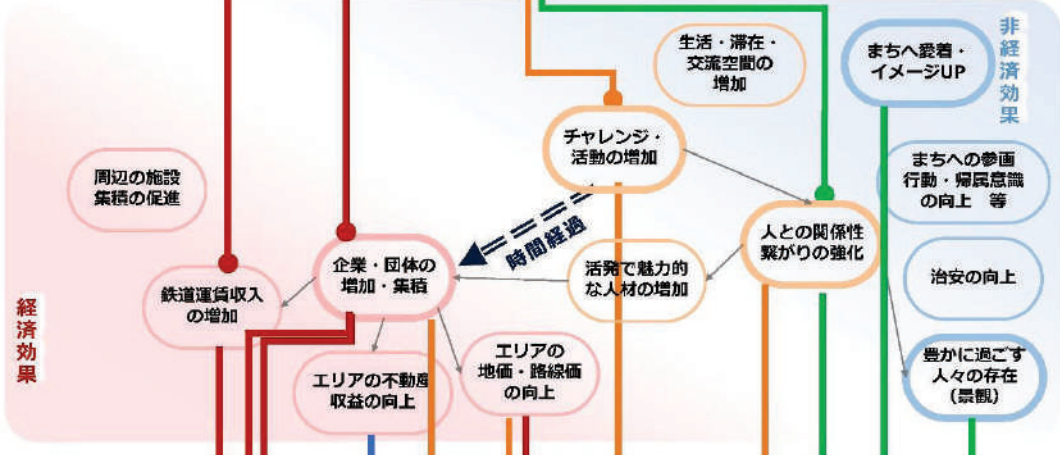 非経済効果
生活・滞在・
交流空間の
増加
まちへ愛着・
イメージUP
チャレンジ・
活動の増加
まちへの参画
行動・帰属意識
の向上　等
周辺の施設
集積の促進
人との関係性
繋がりの強化
時間経過
企業・団体の
増加・集積
活発で魅力的
な人材の増加
治安の向上
鉄道運賃収入
の増加
経済効果
エリアの不動産
収益の向上
エリアの
地価・路線価
の向上
豊かに過ごす
人々の存在
（景観）